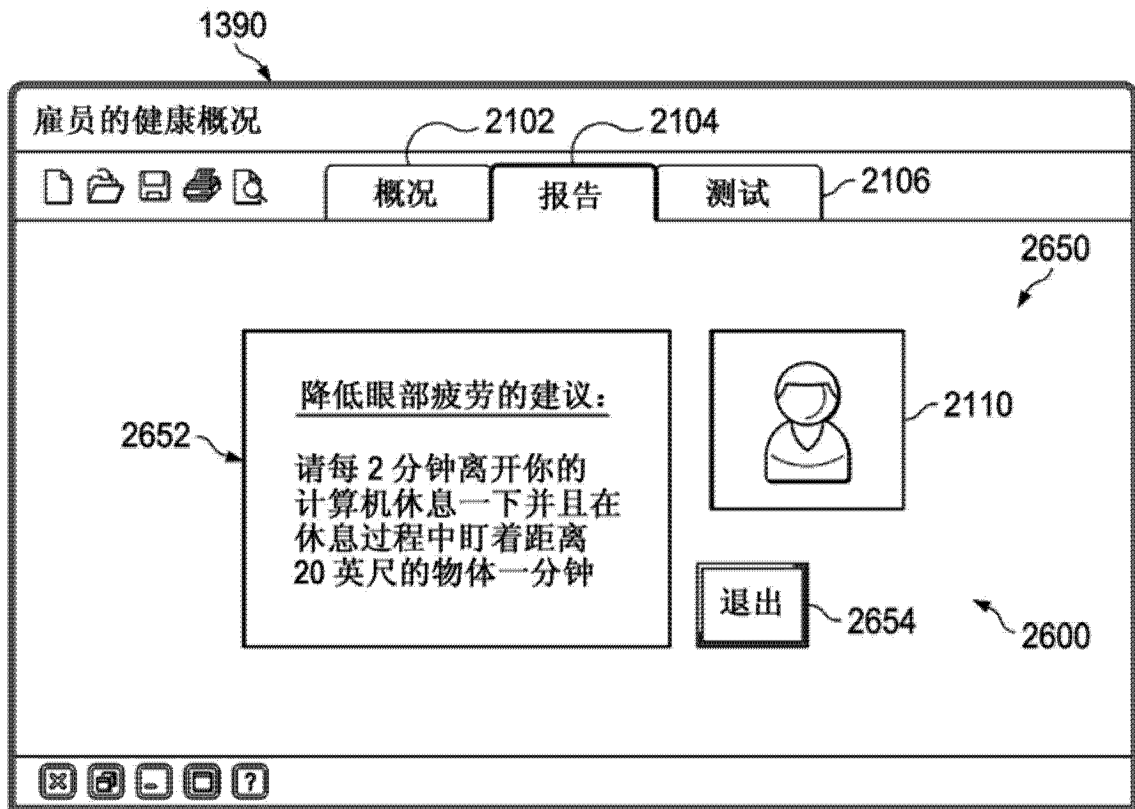 1390
雇员的健康概况
2102
2104
概况
报告
测试
2106
2650
降低眼部疲劳的建议:
请每2分钟离开你的
计算机休息一下并且在
休息过程中盯着距离
20英尺的物体一分钟
2652
2110
退出
2654
2600
?